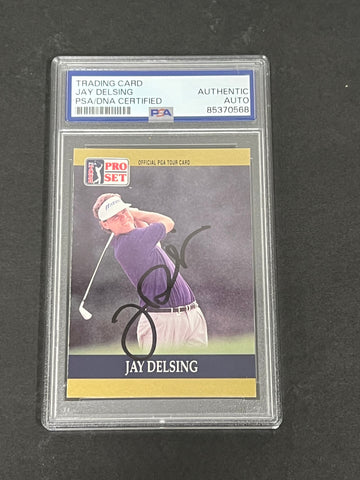 TRADING CARD
JAY DELSING
PSA/DNA CERTIFIED
AUTHENTIC
AUTO
85370568
PSA
PRO
SET
OFFICIAL PGA TOUR CARD
JAY DELSING